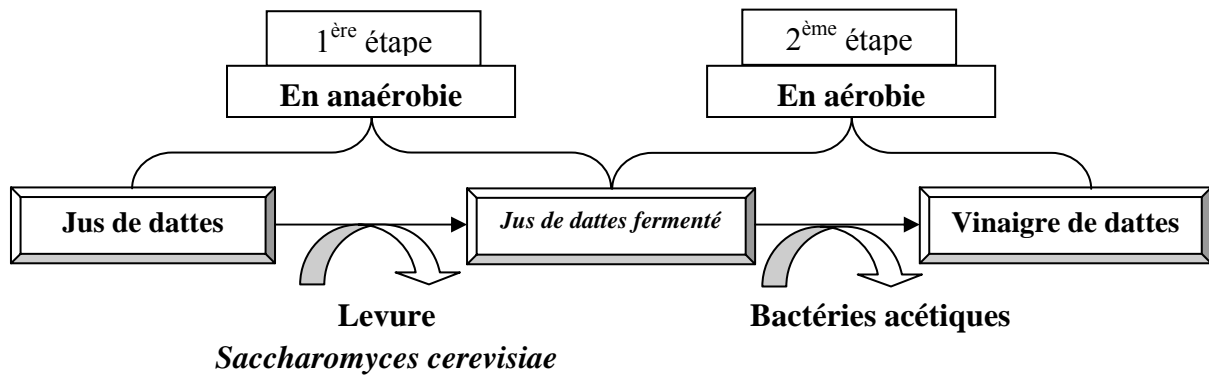 1ère étape
2ème étape
En anaérobie
En aérobie
Jus de dattes
Jus de dattes fermenté
Vinaigre de dattes
Levure
Bactéries acétiques
Saccharomyces cerevisiae